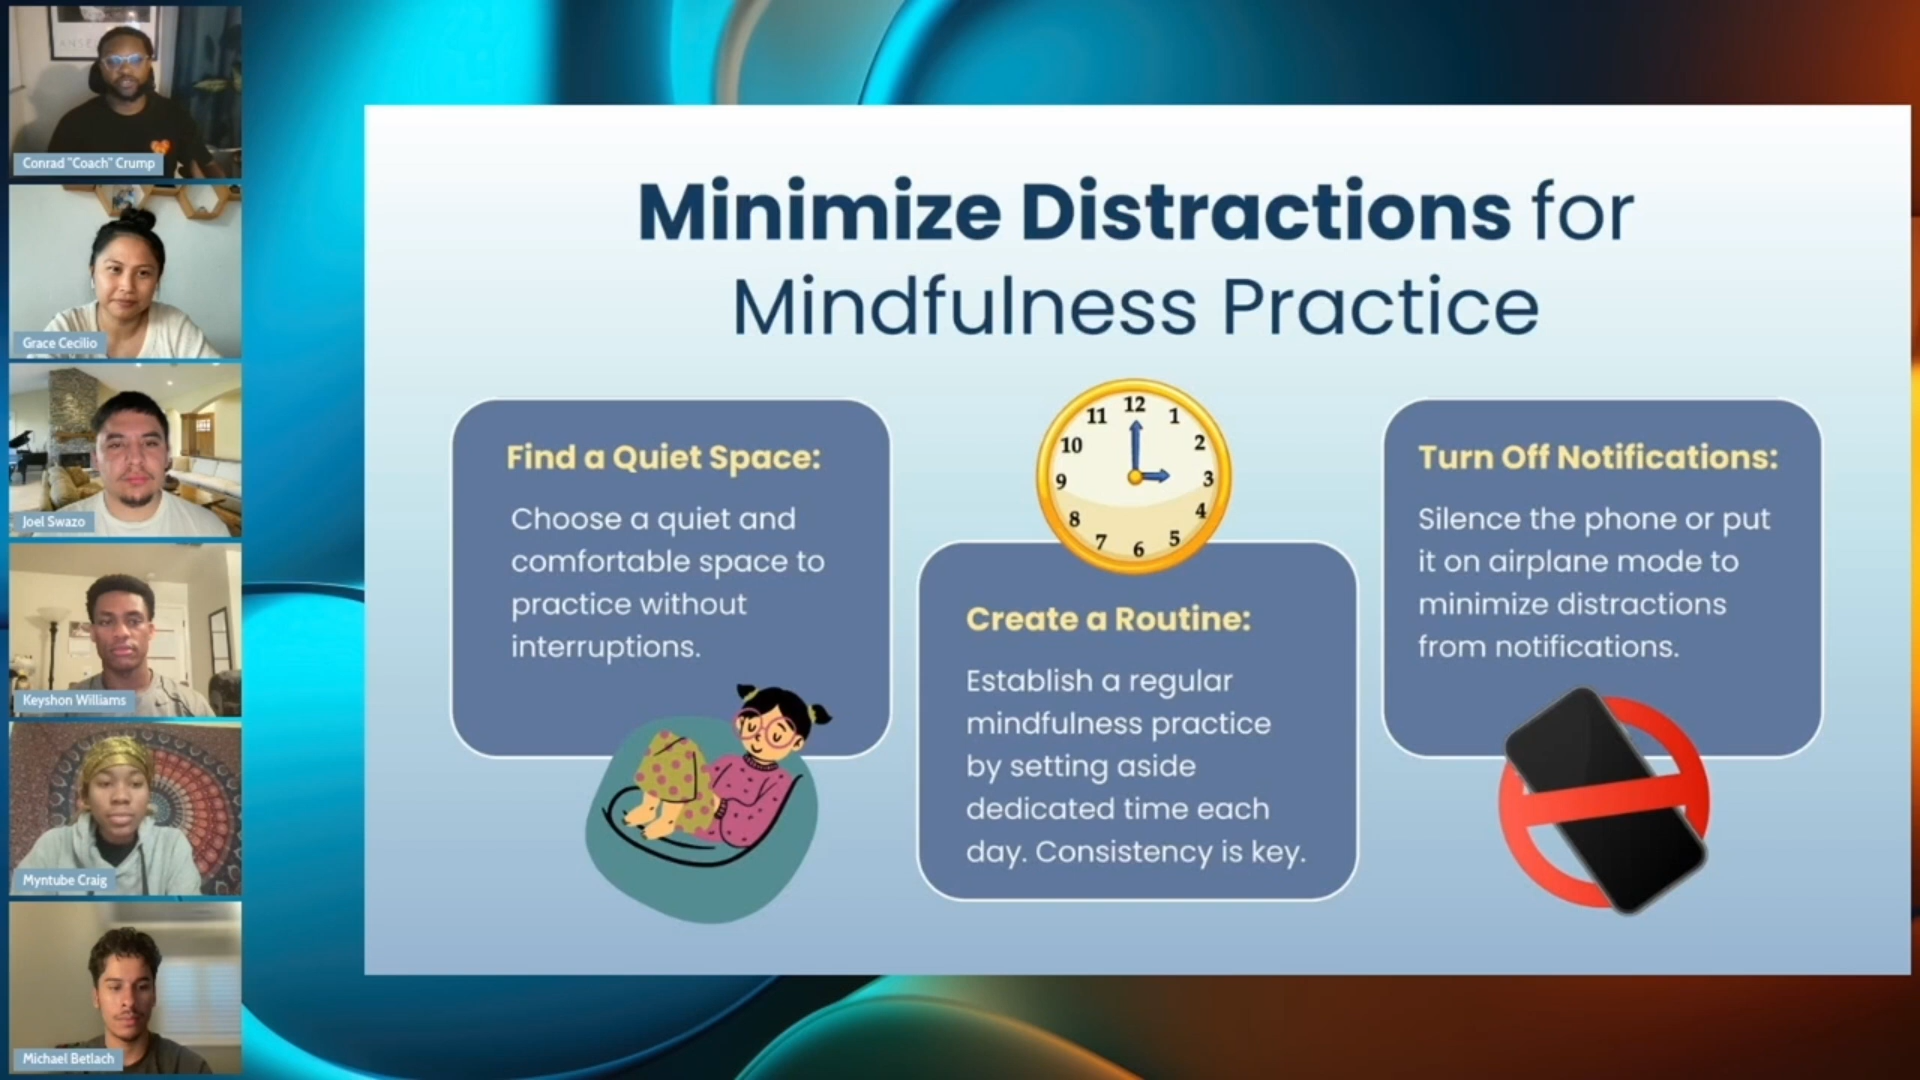 Conrad "Coach" Crump
Grace Cecilio
Joel Swazo
Keyshon Williams
Myntube Craig
Michael Betlach
Minimize Distractions for
Mindfulness Practice
Find a Quiet Space:
Choose a quiet and
comfortable space to
practice without
interruptions.
12
1
2
3
4
5
6
7
8
9
10
11
Create a Routine:
Establish a regular
mindfulness practice
by setting aside
dedicated time each
day. Consistency is key.
Turn Off Notifications:
Silence the phone or put
it on airplane mode to
minimize distractions
from notifications.